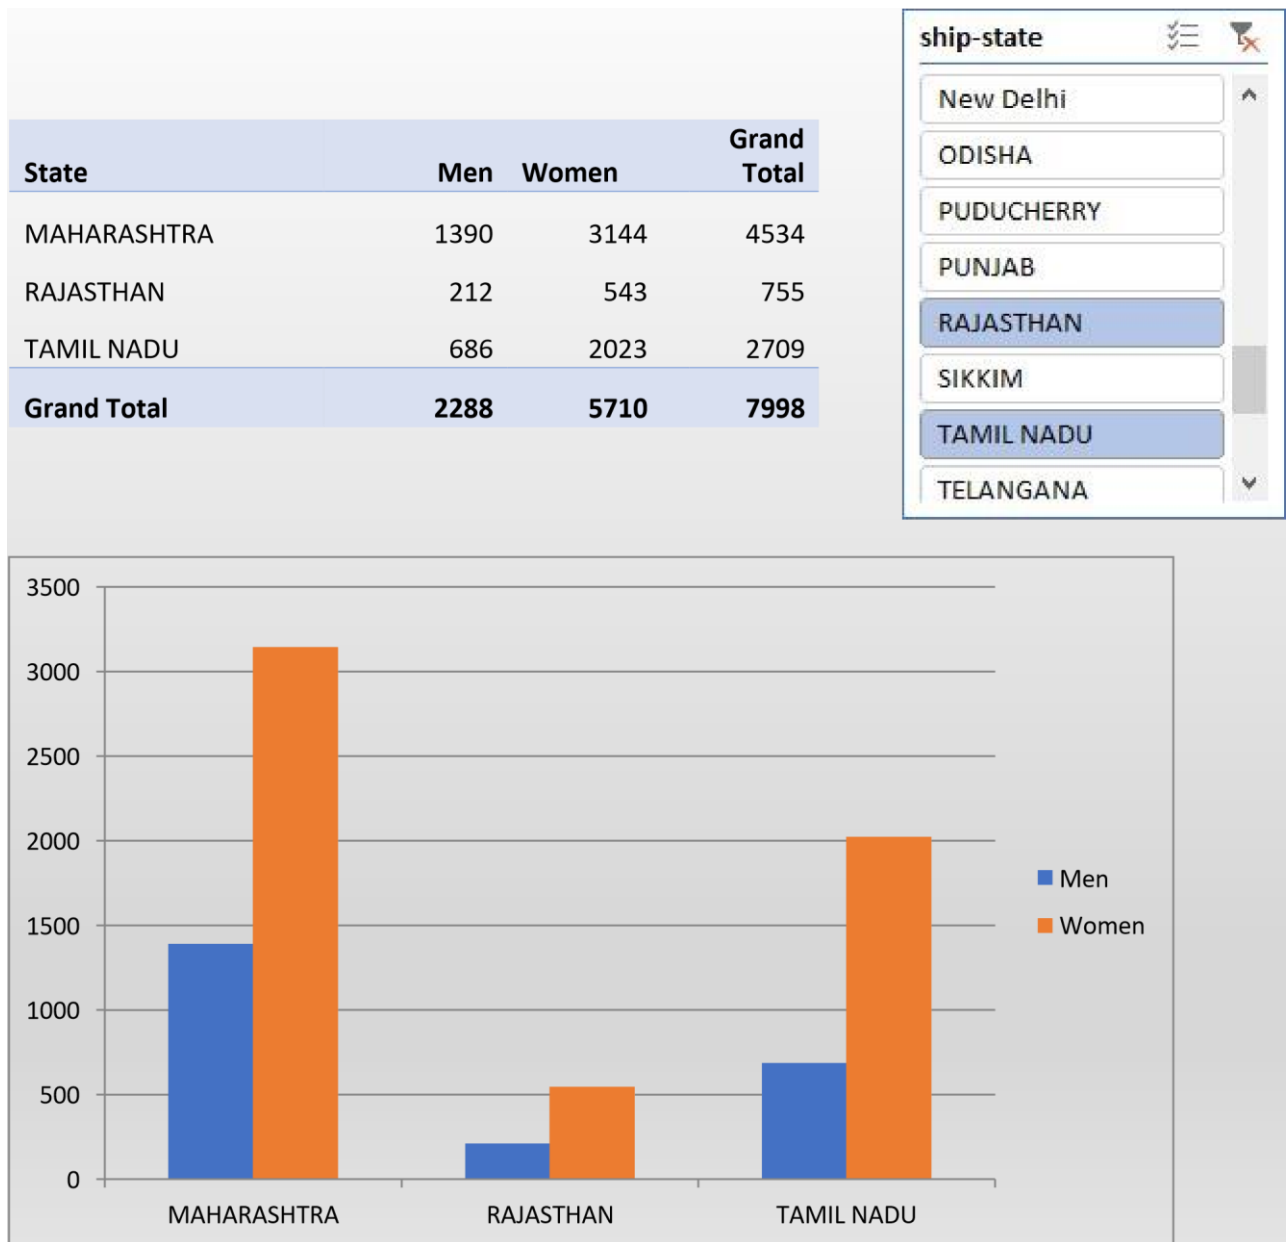 State Men Women Grand Total
MAHARASHTRA 1390 3144 4534
RAJASTHAN 212 543 755
TAMIL NADU 686 2023 2709
Grand Total 2288 5710 7998
ship-state
New Delhi
ODISHA
PUDUCHERRY
PUNJAB
RAJASTHAN
SIKKIM
TAMIL NADU
TELANGANA
3500
3000
2500
2000
1500
1000
500
0
MAHARASHTRA RAJASTHAN TAMIL NADU
Men
Women